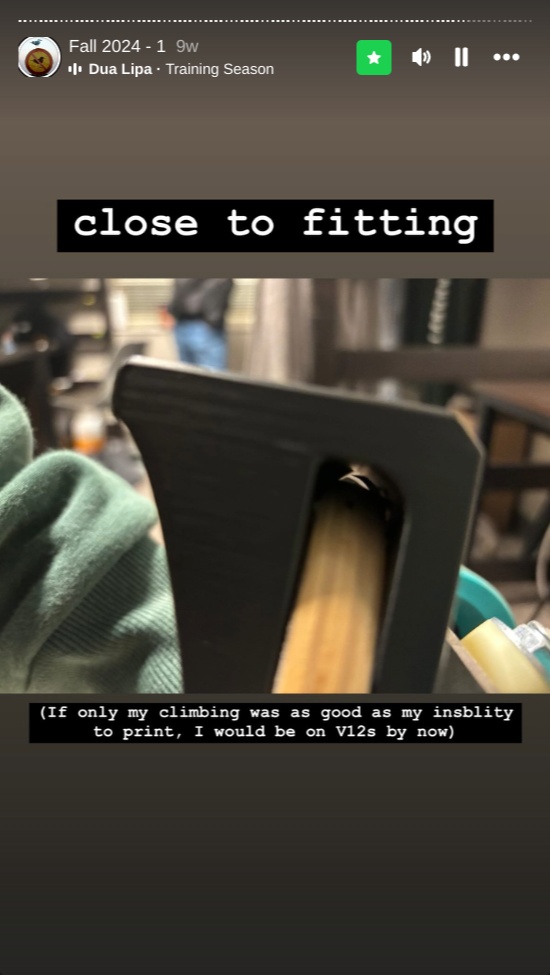 Fall 2024 - 1 9w
Dua Lipa · Training Season
close to fitting
(If only my climbing was as good as my insblity
to print, I would be on V12s by now)